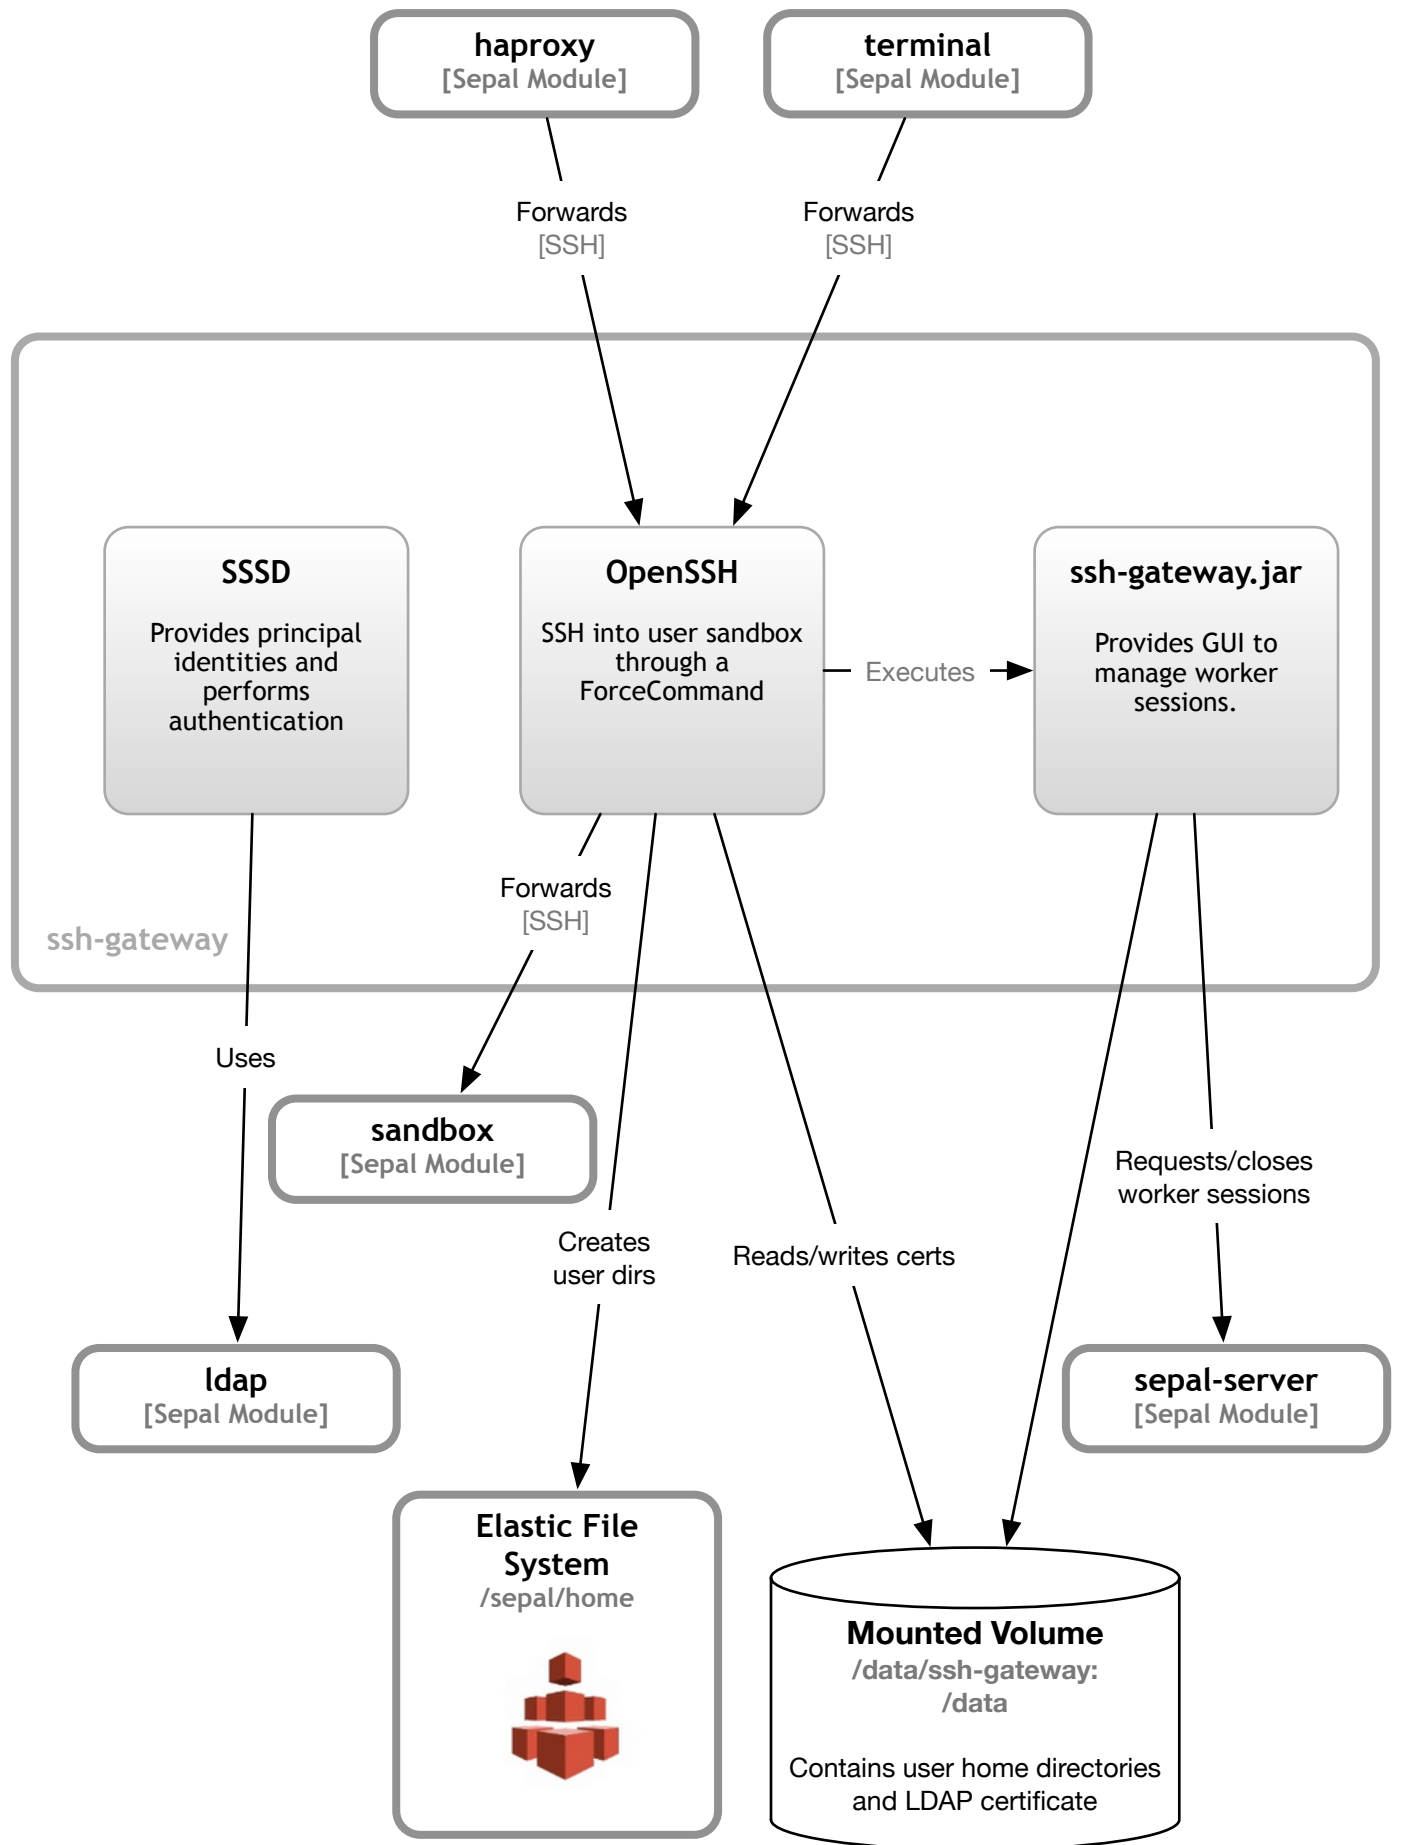 haproxy
[Sepal Module]
terminal
[Sepal Module]
Forwards
[SSH]
Forwards
[SSH]
SSSD
Provides principal
identities and
performs
authentication
OpenSSH
SSH into user sandbox
through a
ForceCommand
Executes
ssh-gateway.jar
Provides GUI to
manage worker
sessions.
Forwards
[SSH]
ssh-gateway
Uses
sandbox
[Sepal Module]
Requests/closes
worker sessions
Creates
user dirs
Reads/writes certs
ldap
[Sepal Module]
sepal-server
[Sepal Module]
Elastic File
System
/sepal/home
Mounted Volume
/data/ssh-gateway:
/data
Contains user home directories
and LDAP certificate